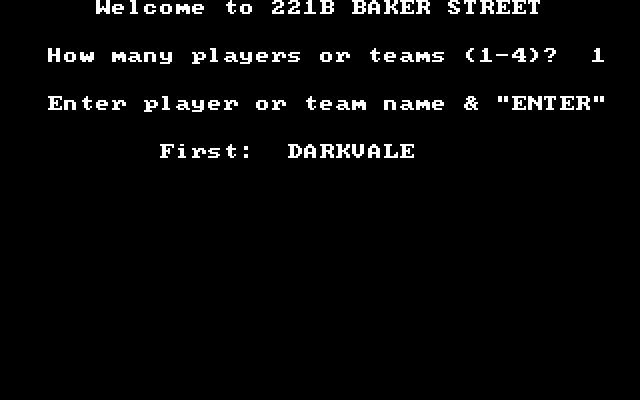 Welcome to 221B BAKER STREET
How many players or teams (1-4)?  1
Enter player or team name & "ENTER"
First:  DARKVALE